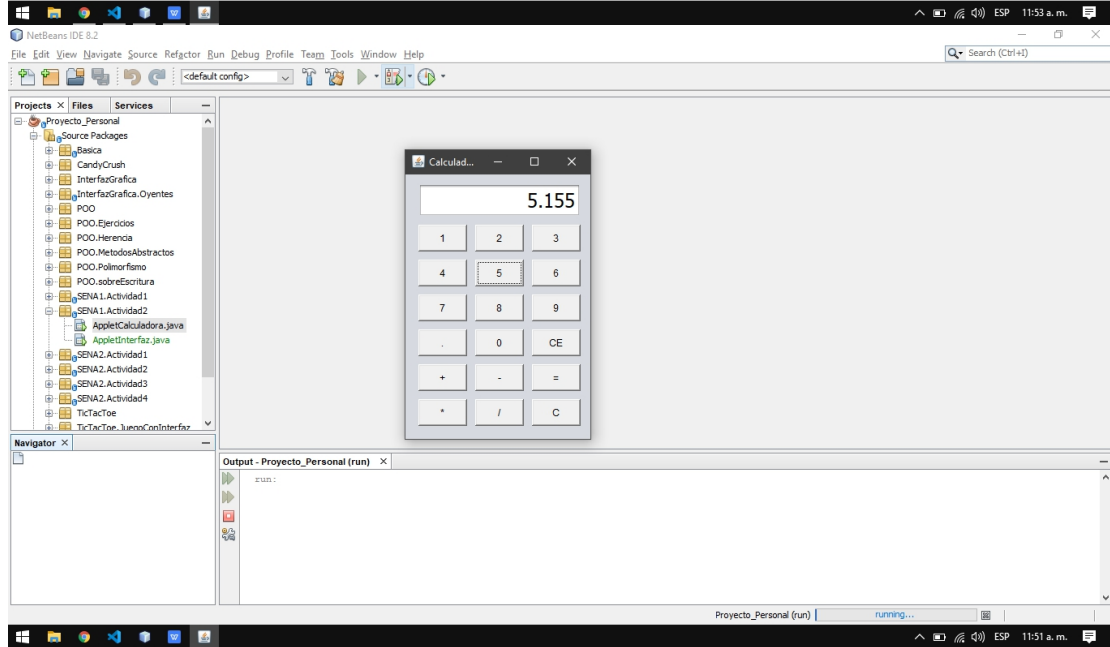 ESP 11:53 a. m.
NetBeans IDE 8.2
File Edit View Navigate Source Refactor Run Debug Profile Team Tools Window Help
Search (Ctrl+I)
<default config>
Projects Files Services
Proyecto_Personal
Source Packages
Basica
CandyCrush
InterfazGrafica
InterfazGrafica.Oyentes
POO
POO.Ejercicios
POO.Herencia
POO.MetodosAbstractos
POO.Polimorfismo
POO.sobreEscritura
SENA1.Actividad1
SENA1.Actividad2
AppletCalculadora.java
AppletInterfaz.java
SENA2.Actividad1
SENA2.Actividad2
SENA2.Actividad3
SENA2.Actividad4
TicTacToe
TicTacToe.JuegoConInterfaz
Navigator
Calculad...
5.155
1 2 3
4 5 6
7 8 9
. 0 CE
+ - =
* / C
Output - Proyecto_Personal (run)
run:
Proyecto_Personal (run) running...
ESP 11:51 a. m.